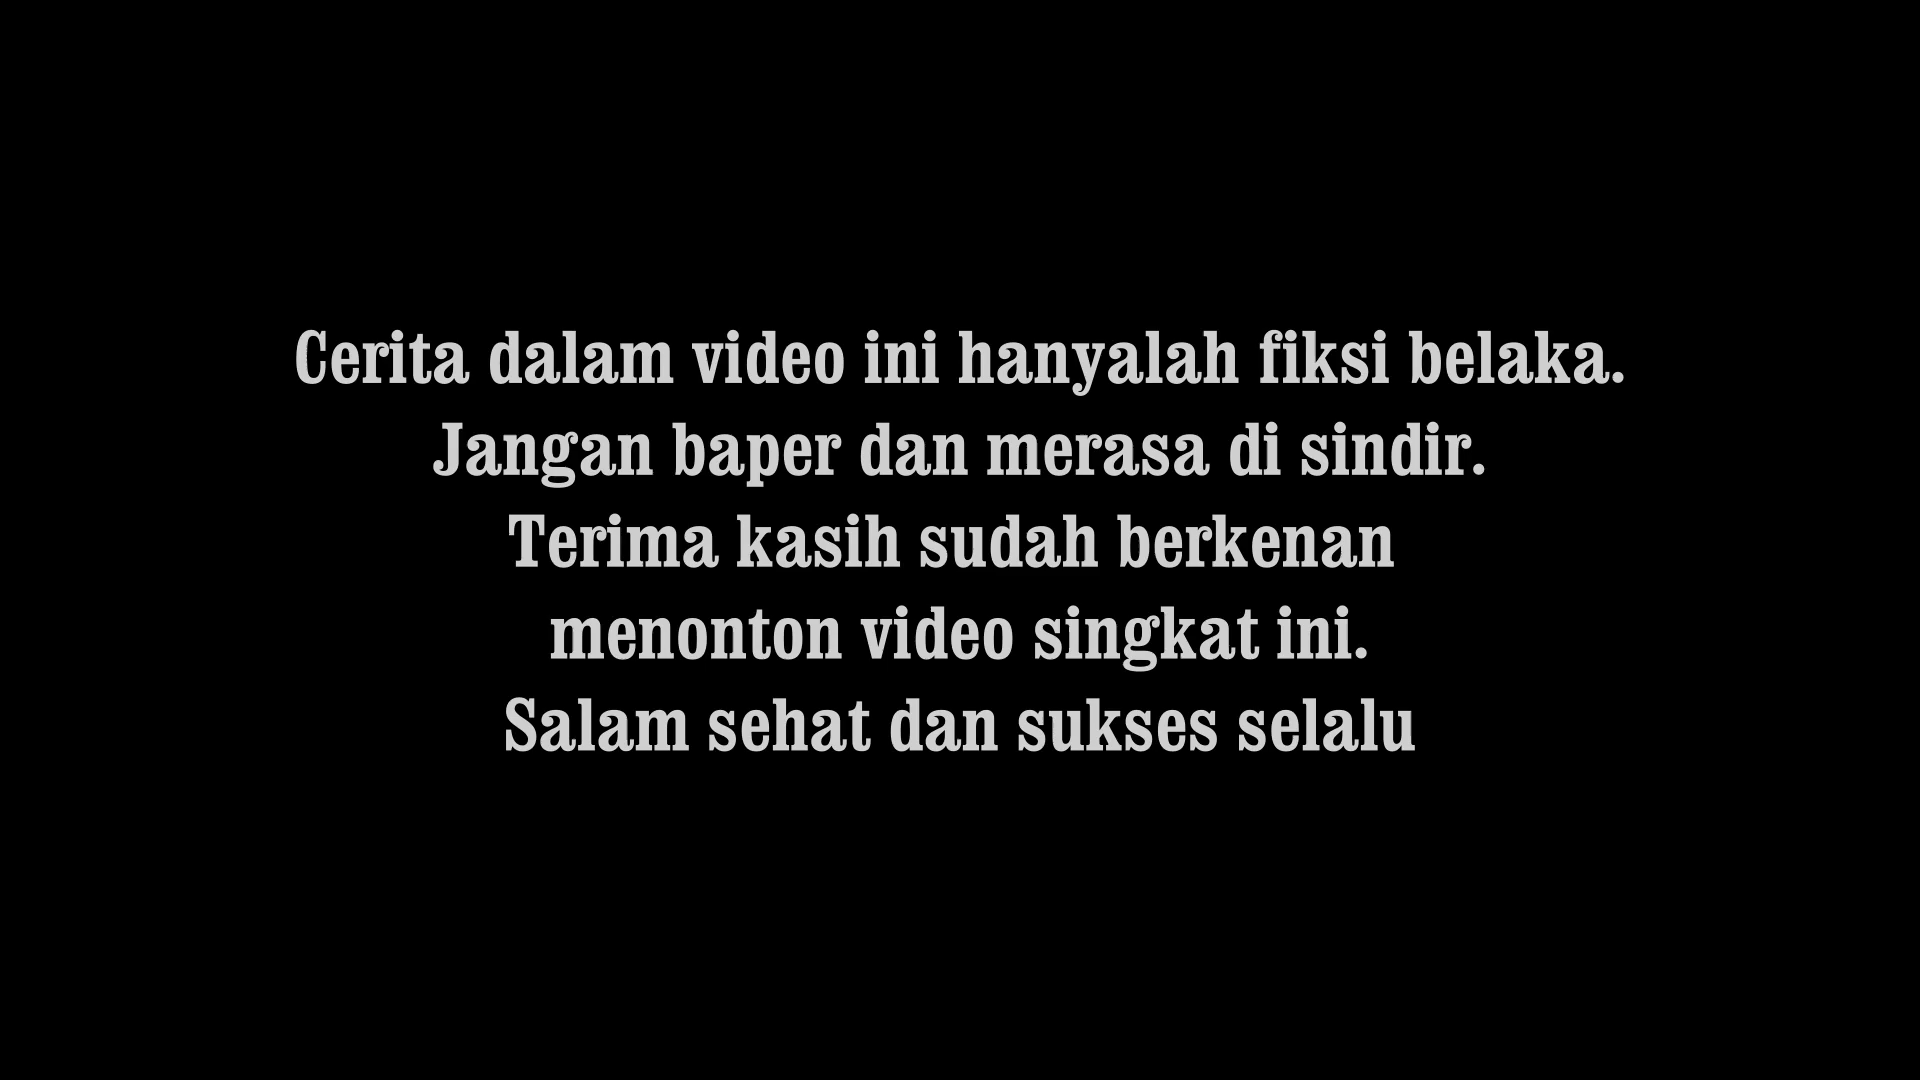 Cerita dalam video ini hanyalah fiksi belaka.
Jangan baper dan merasa di sindir.
Terima kasih sudah berkenan
menonton video singkat ini.
Salam sehat dan sukses selalu